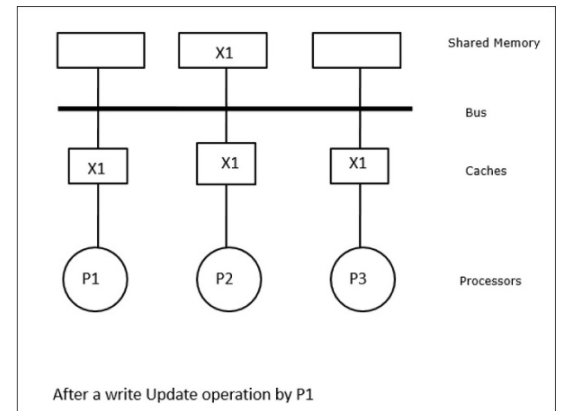 Shared Memory
X1
Bus
X1
X1
X1
Caches
P1
P2
P3
Processors
After a write Update operation by P1